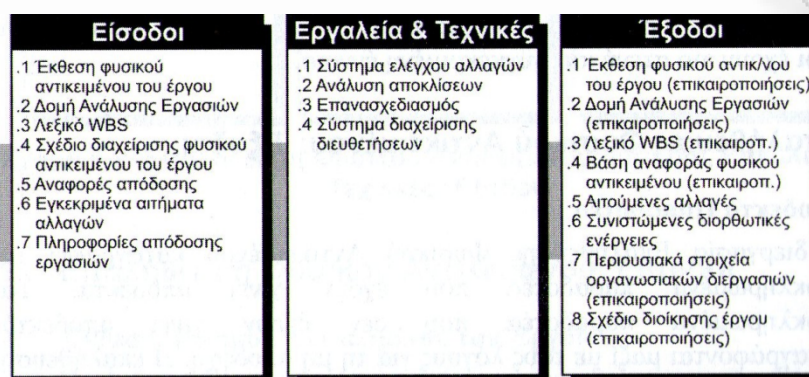 Είσοδοι
.1 Έκθεση φυσικού
αντικειμένου του έργου
.2 Δομή Ανάλυσης Εργασιών
.3 Λεξικό WBS
.4 Σχέδιο διαχείρισης φυσικού
αντικειμένου του έργου
.5 Αναφορές απόδοσης
.6 Εγκεκριμένα αιτήματα
αλλαγών
.7 Πληροφορίες απόδοσης
εργασιών
Εργαλεία & Τεχνικές
.1 Σύστημα ελέγχου αλλαγών
.2 Ανάλυση αποκλίσεων
.3 Επανασχεδιασμός
.4 Σύστημα διαχείρισης
διευθετήσεων
Έξοδοι
.1 Έκθεση φυσικού αντικ/νου
του έργου (επικαιροποίηση)
.2 Δομή Ανάλυσης Εργασιών
(επικαιροποίησεις)
.3 Λεξικό WBS (επικαιροπ.)
.4 Βάση αναφοράς φυσικού
αντικειμένου (επικαιροπ.)
.5 Αιτούμενες αλλαγές
.6 Συνιστώμενες διορθωτικές
ενέργειες
.7 Περιουσιακά στοιχεία
οργανωσιακών διεργασιών
(επικαιροποιήσεις)
.8 Σχέδιο διοίκησης έργου
(επικαιροποιήσεις)